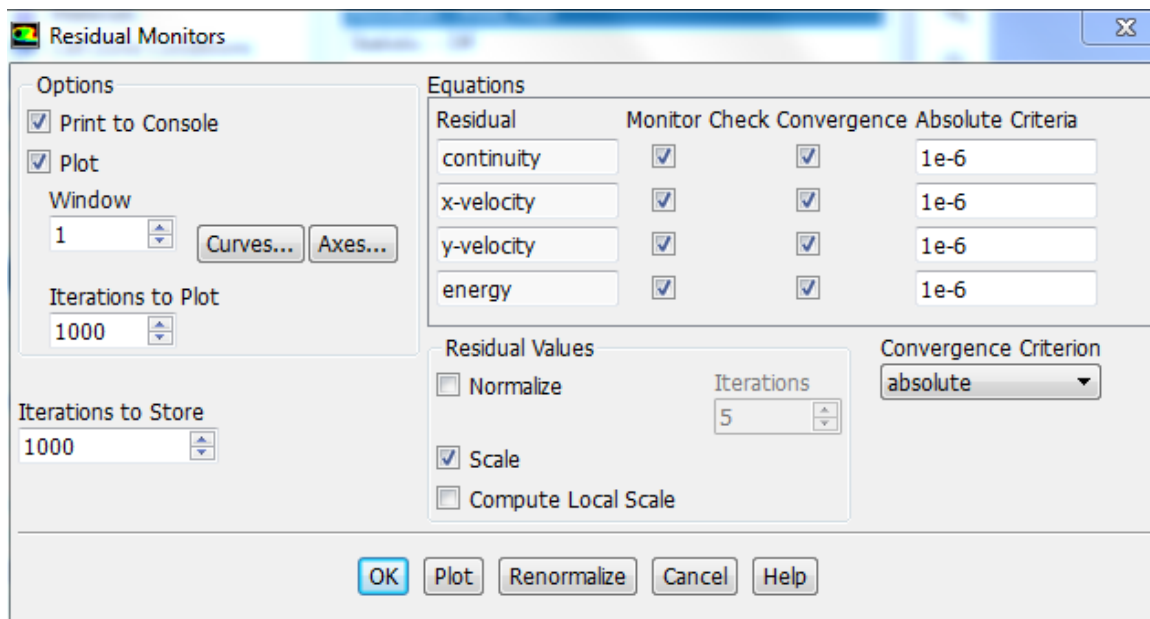 Residual Monitors
Options
Print to Console
Plot
Window
1
Curves...
Axes...
Iterations to Plot
1000
Iterations to Store
1000
Equations
Residual Monitor Check Convergence Absolute Criteria
continuity 1e-6
x-velocity 1e-6
y-velocity 1e-6
energy 1e-6
Residual Values
Normalize
Iterations
5
Scale
Compute Local Scale
Convergence Criterion
absolute
OK Plot Renormalize Cancel Help